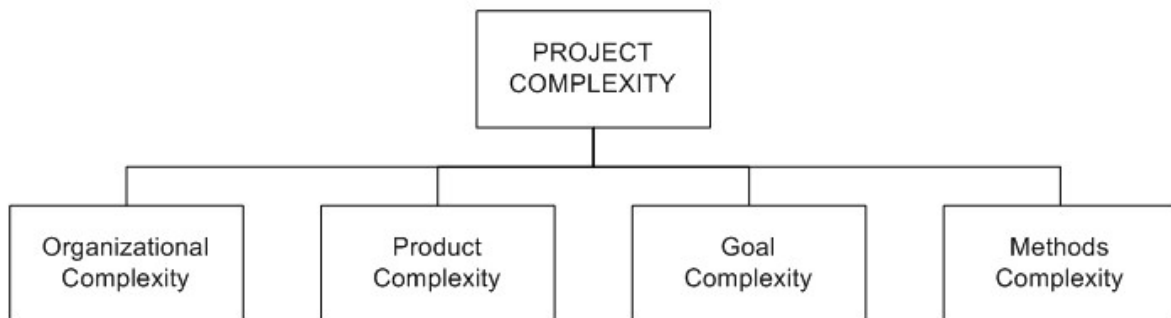 PROJECT
COMPLEXITY
Organizational
Complexity
Product
Complexity
Goal
Complexity
Methods
Complexity